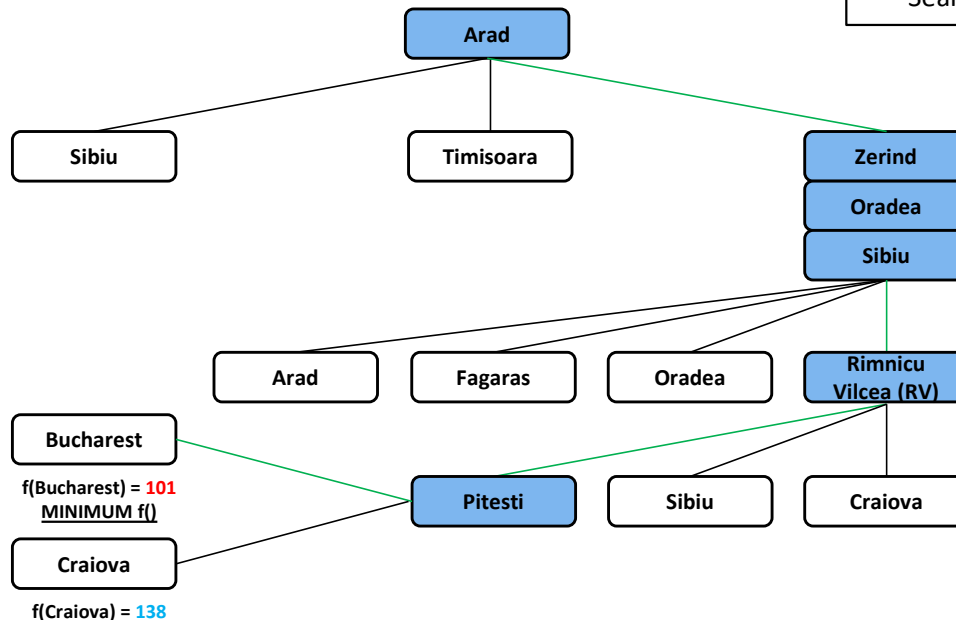 Arad
Sibiu
Timisoara
Zerind
Oradea
Sibiu
Arad
Fagaras
Oradea
Rimnicu
Vilcea (RV)
Bucharest
f(Bucharest) = 101
MINIMUM f()
Pitesti
Sibiu
Craiova
Craiova
f(Craiova) = 138